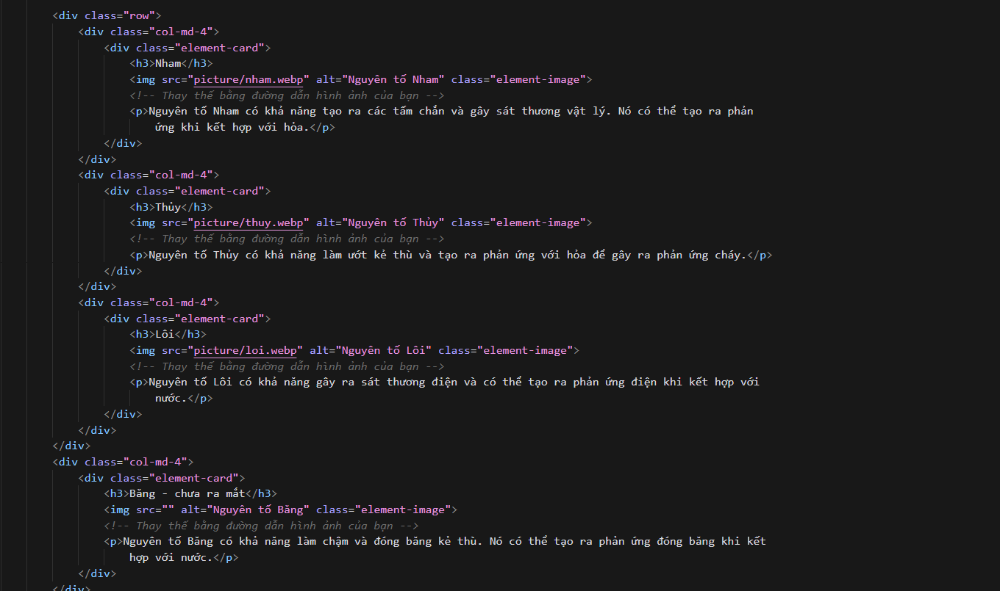 <div class="row">
<div class="col-md-4">
<div class="element-card">
<h3>Nham</h3>
<img src="picture/nham.webp" alt="Nguyên tố Nham" class="element-image">
<!-- Thay thế bằng đường dẫn hình ảnh của bạn -->
<p>Nguyên tố Nham có khả năng tạo ra các tấm chắn và gây sát thương vật lý. Nó có thể tạo ra phản
ứng khi kết hợp với hỏa.</p>
</div>
</div>
<div class="col-md-4">
<div class="element-card">
<h3>Thủy</h3>
<img src="picture/thuy.webp" alt="Nguyên tố Thủy" class="element-image">
<!-- Thay thế bằng đường dẫn hình ảnh của bạn -->
<p>Nguyên tố Thủy có khả năng làm ướt kẻ thù và tạo ra phản ứng với hỏa để gây ra phản ứng cháy.</p>
</div>
</div>
<div class="col-md-4">
<div class="element-card">
<h3>Lôi</h3>
<img src="picture/loi.webp" alt="Nguyên tố Lôi" class="element-image">
<!-- Thay thế bằng đường dẫn hình ảnh của bạn -->
<p>Nguyên tố Lôi có khả năng gây ra sát thương điện và có thể tạo ra phản ứng điện khi kết hợp với
nước.</p>
</div>
</div>
</div>
<div class="col-md-4">
<div class="element-card">
<h3>Băng - chưa ra mắt</h3>
<img src="" alt="Nguyên tố Băng" class="element-image">
<!-- Thay thế bằng đường dẫn hình ảnh của bạn -->
<p>Nguyên tố Băng có khả năng làm chậm và đóng băng kẻ thù. Nó có thể tạo ra phản ứng đóng băng khi kết
hợp với nước.</p>
</div>
</div>